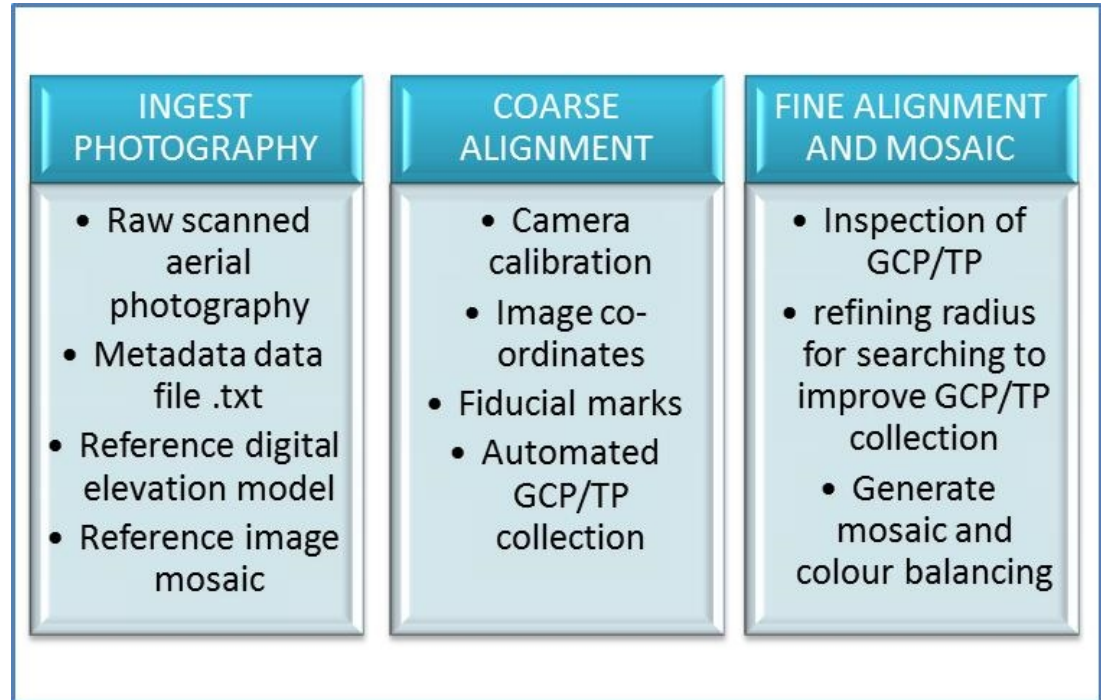 INGEST
PHOTOGRAPHY
• Raw scanned
aerial
photography
• Metadata data
file .txt
• Reference digital
elevation model
• Reference image
mosaic
COARSE
ALIGNMENT
• Camera
calibration
• Image co-
ordinates
• Fiducial marks
• Automated
GCP/TP
collection
FINE ALIGNMENT
AND MOSAIC
• Inspection of
GCP/TP
• refining radius
for searching to
improve GCP/TP
collection
• Generate
mosaic and
colour balancing